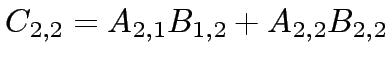 $C_{2,2} = A_{2,1}B_{1,2} + A_{2,2}B_{2,2}$